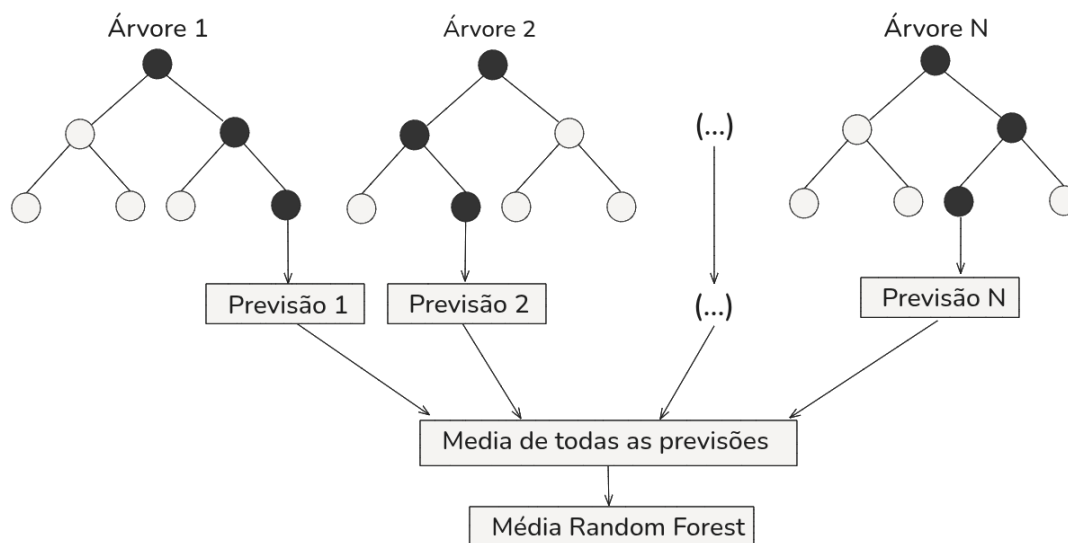 Árvore 1
Árvore 2
Árvore N
(...)
Previsão 1
Previsão 2
(...)
Previsão N
Media de todas as previsões
Média Random Forest